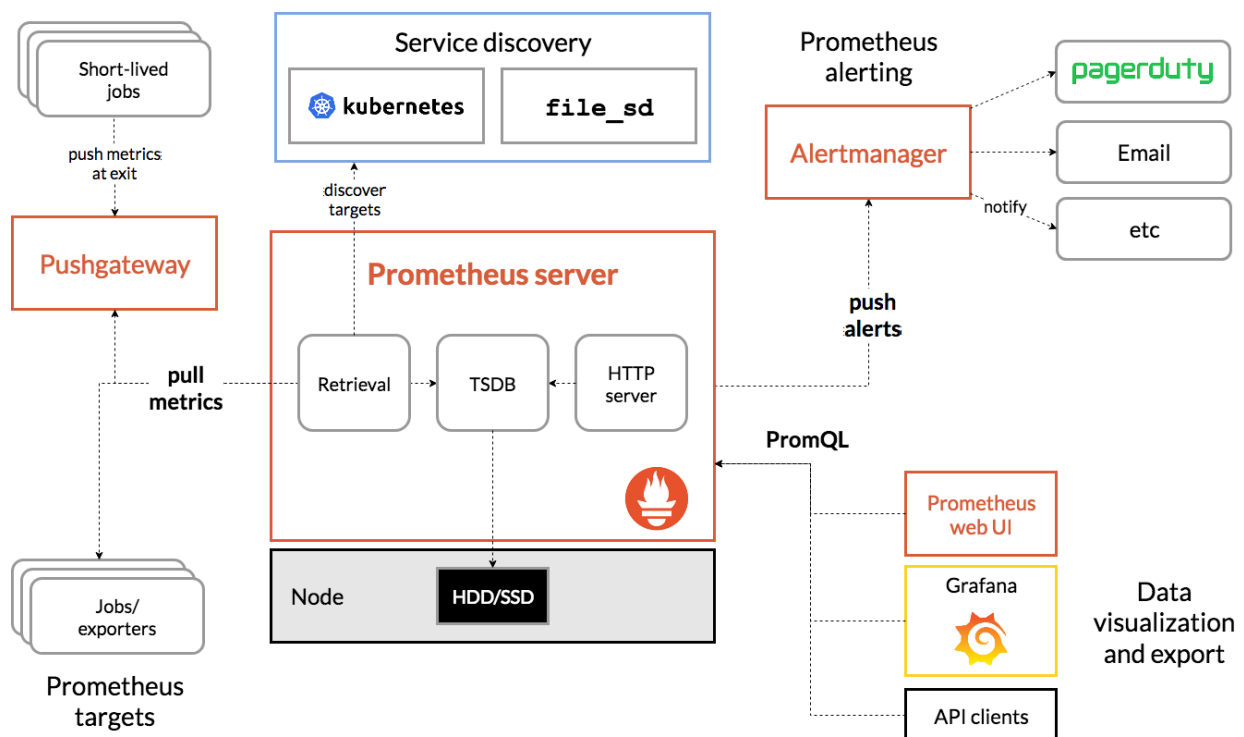 Short-lived
jobs
push metrics
at exit
Pushgateway
pull
metrics
Jobs/
exporters
Prometheus
targets
Service discovery
kubernetes
file_sd
discover
targets
Prometheus server
Retrieval
TSDB
HTTP
server
Node
HDD/SSD
Prometheus
alerting
Alertmanager
pagerduty
Email
notify
etc
push
alerts
PromQL
Prometheus
web UI
Grafana
API clients
Data
visualization
and export